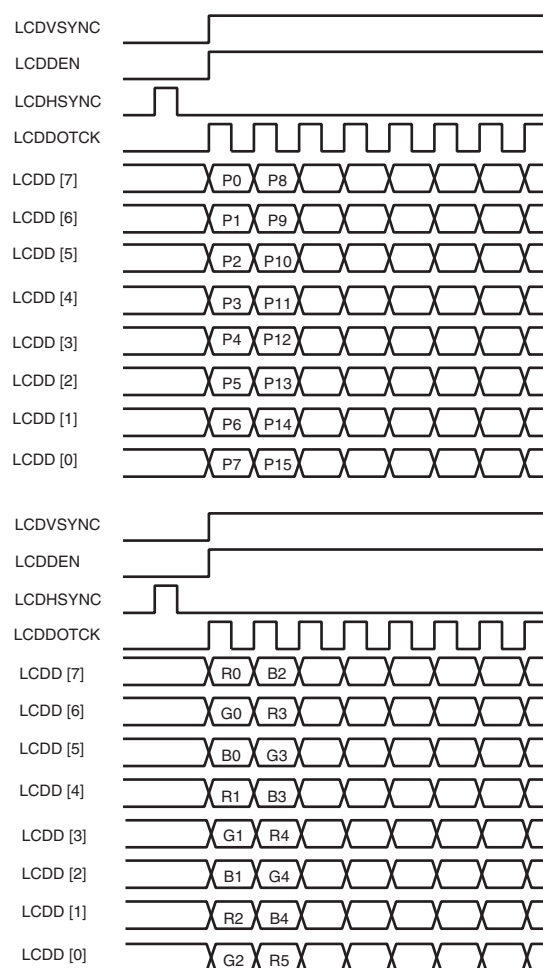 LCDVSYNC
LCDDEN
LCDHSYNC
LCDDOTCK
LCDD [7] P0 P8
LCDD [6] P1 P9
LCDD [5] P2 P10
LCDD [4] P3 P11
LCDD [3] P4 P12
LCDD [2] P5 P13
LCDD [1] P6 P14
LCDD [0] P7 P15
LCDVSYNC
LCDDEN
LCDHSYNC
LCDDOTCK
LCDD [7] R0 B2
LCDD [6] G0 R3
LCDD [5] B0 G3
LCDD [4] R1 B3
LCDD [3] G1 R4
LCDD [2] B1 G4
LCDD [1] R2 B4
LCDD [0] G2 R5